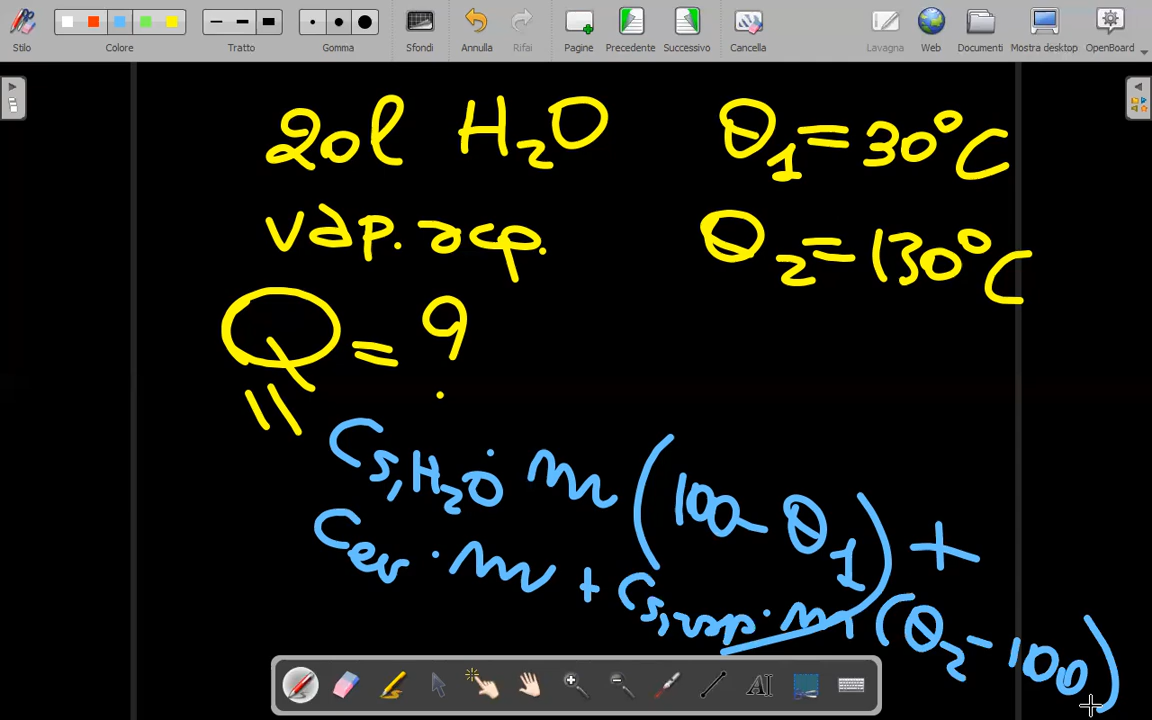 Stilo Colore Tratto Gomma Sfondi Annulla Rifai Pagine Precedente Successivo Cancella Lavagna Web Documenti Mostra desktop OpenBoard
20l H₂O θ₁ = 30°C
vap. acq. θ₂ = 130°C
Q = ?
Cs,H₂O · m (100 - θ₁) +
Cev · m + Cs,vap · m (θ₂ - 100)